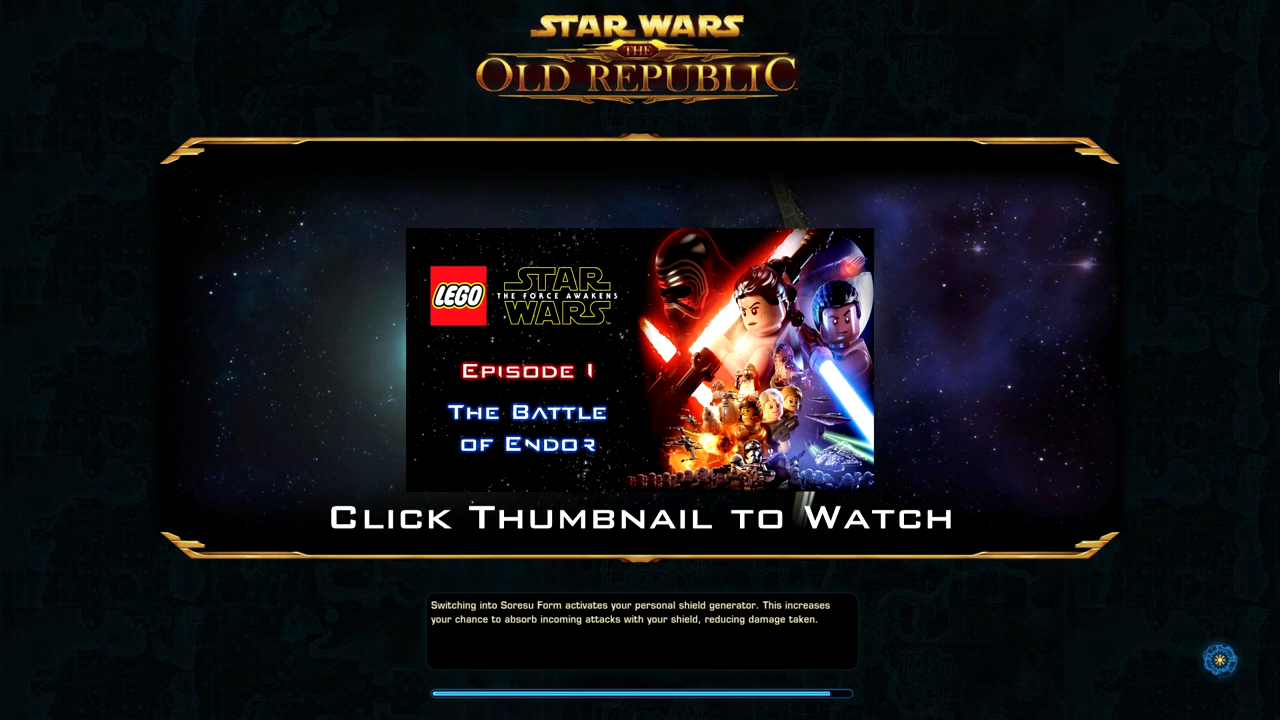 STAR WARS
THE
OLD REPUBLIC
LEGO
STAR
THE FORCE AWAKENS
WARS
Episode I
The Battle
of Endor
Click Thumbnail to Watch
Switching into Soresu Form activates your personal shield generator. This increases
your chance to absorb incoming attacks with your shield, reducing damage taken.